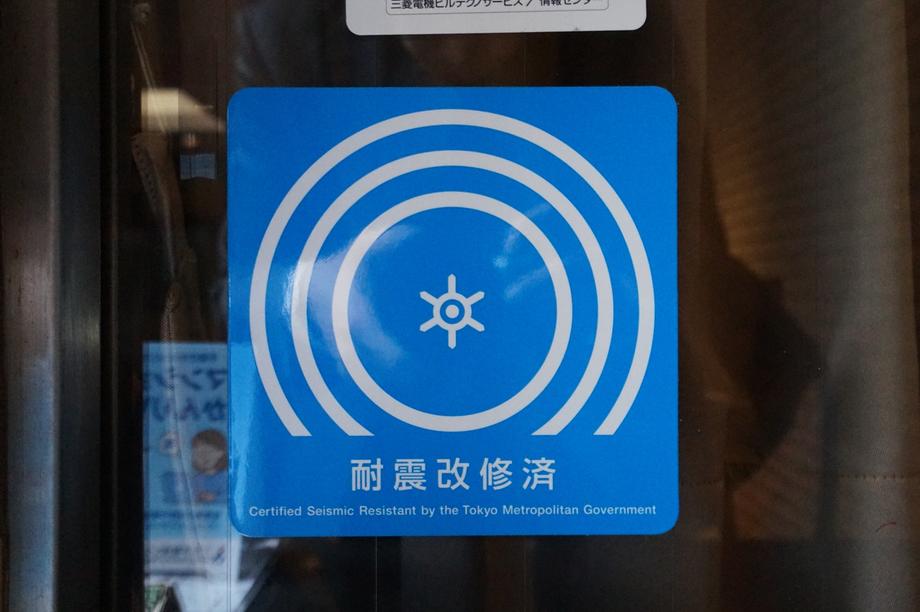 三菱電機ビルテクノサービス / 情報センター
耐震改修済
Certified Seismic Resistant by the Tokyo Metropolitan Government